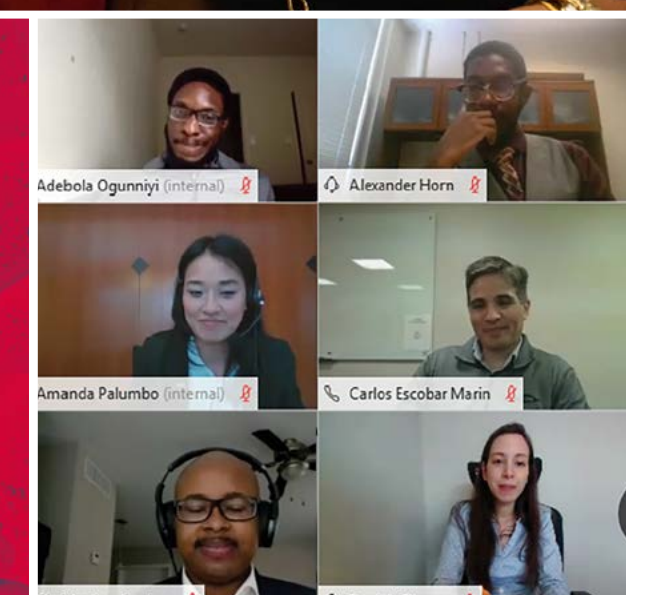 Adebola Ogunniyi (internal)
Alexander Horn
Amanda Palumbo (internal)
Carlos Escobar Marin